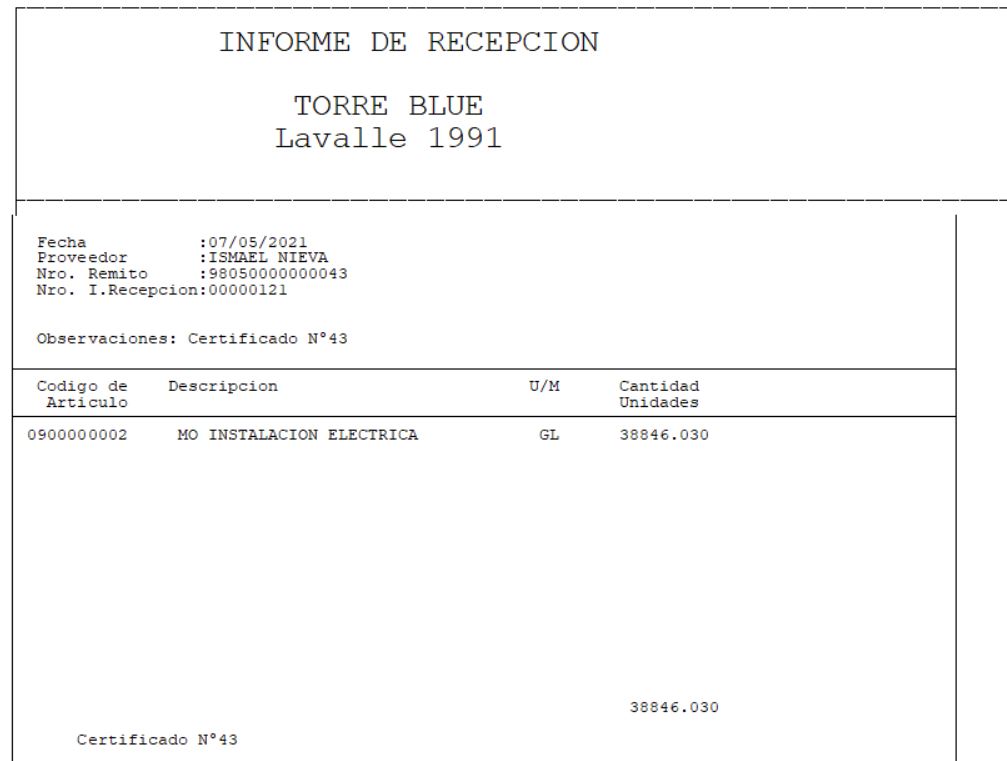 INFORME DE RECEPCION
TORRE BLUE
Lavalle 1991
Fecha :07/05/2021
Proveedor :ISMAEL NIEVA
Nro. Remito :98050000000043
Nro. I.Recepcion:00000121
Observaciones: Certificado N°43
Codigo de Descripcion U/M Cantidad
Articulo Unidades
0900000002 MO INSTALACION ELECTRICA GL 38846.030
38846.030
Certificado N°43